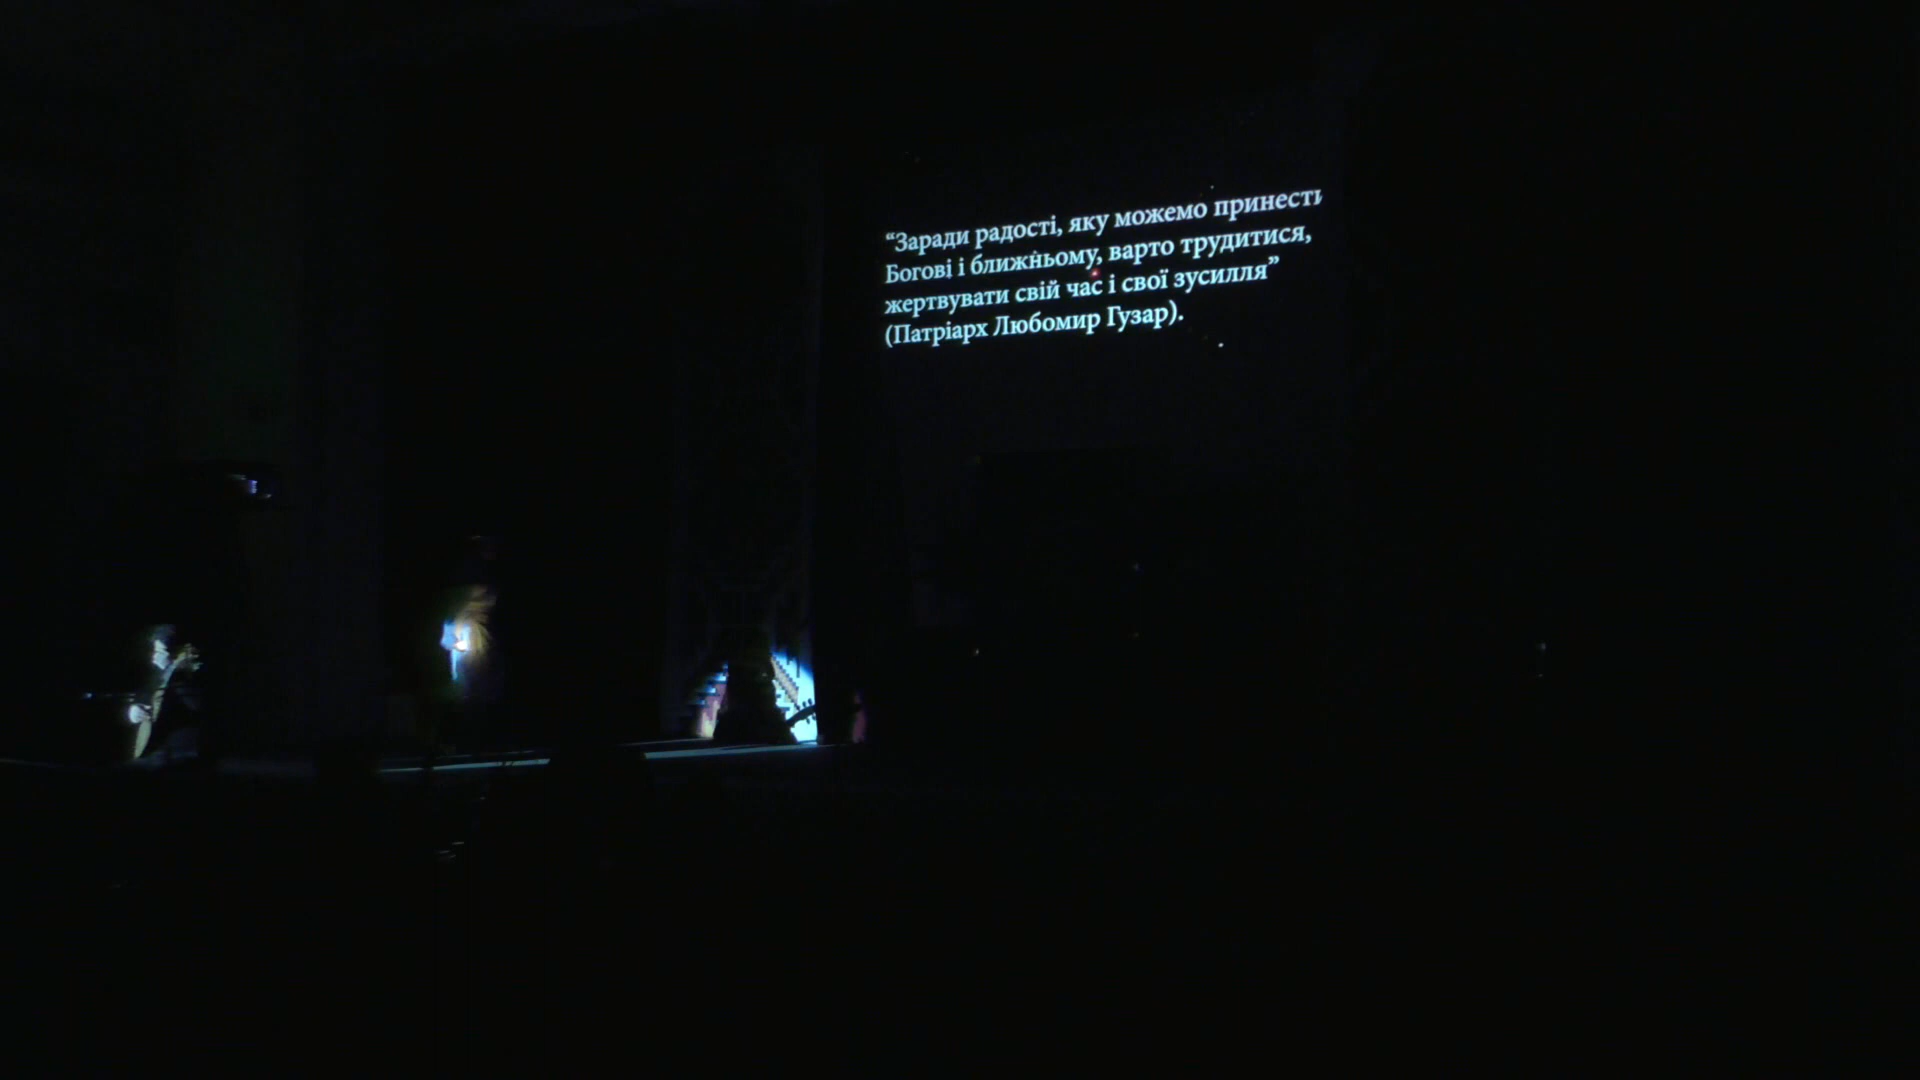 “Заради радості, яку можемо принести
Богові і ближньому, варто трудитися,
жертвувати свій час і свої зусилля”
(Патріарх Любомир Гузар).